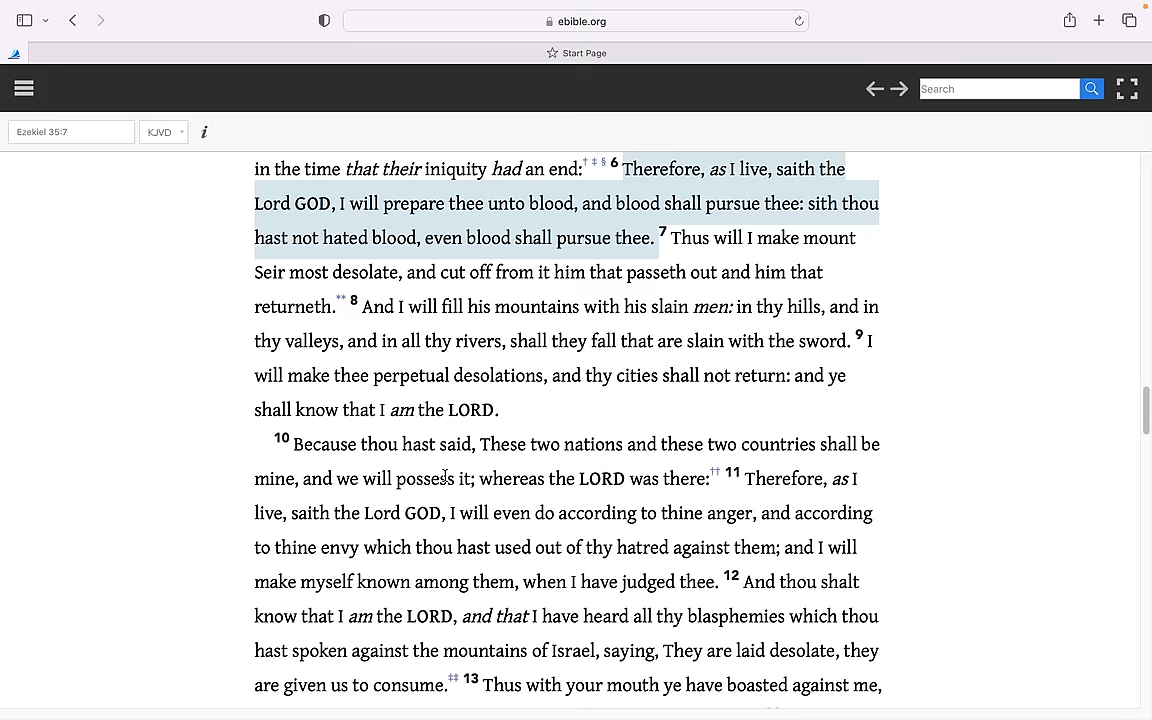 ebible.org
Start Page
Search
Ezekiel 35:7
KJVD
i
in the time that their iniquity had an end:† ‡ § 6 Therefore, as I live, saith the
Lord GOD, I will prepare thee unto blood, and blood shall pursue thee: sith thou
hast not hated blood, even blood shall pursue thee. 7 Thus will I make mount
Seir most desolate, and cut off from it him that passeth out and him that
returneth.** 8 And I will fill his mountains with his slain men: in thy hills, and in
thy valleys, and in all thy rivers, shall they fall that are slain with the sword. 9 I
will make thee perpetual desolations, and thy cities shall not return: and ye
shall know that I am the LORD.
10 Because thou hast said, These two nations and these two countries shall be
mine, and we will possess it; whereas the LORD was there:†† 11 Therefore, as I
live, saith the Lord GOD, I will even do according to thine anger, and according
to thine envy which thou hast used out of thy hatred against them; and I will
make myself known among them, when I have judged thee. 12 And thou shalt
know that I am the LORD, and that I have heard all thy blasphemies which thou
hast spoken against the mountains of Israel, saying, They are laid desolate, they
are given us to consume.‡‡ 13 Thus with your mouth ye have boasted against me,